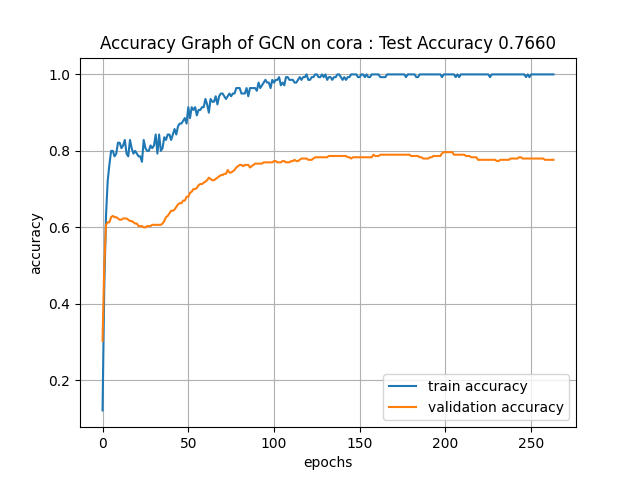 Accuracy Graph of GCN on cora : Test Accuracy 0.7660
1.0
0.8
0.6
0.4
0.2
accuracy
train accuracy
validation accuracy
0 50 100 150 200 250
epochs